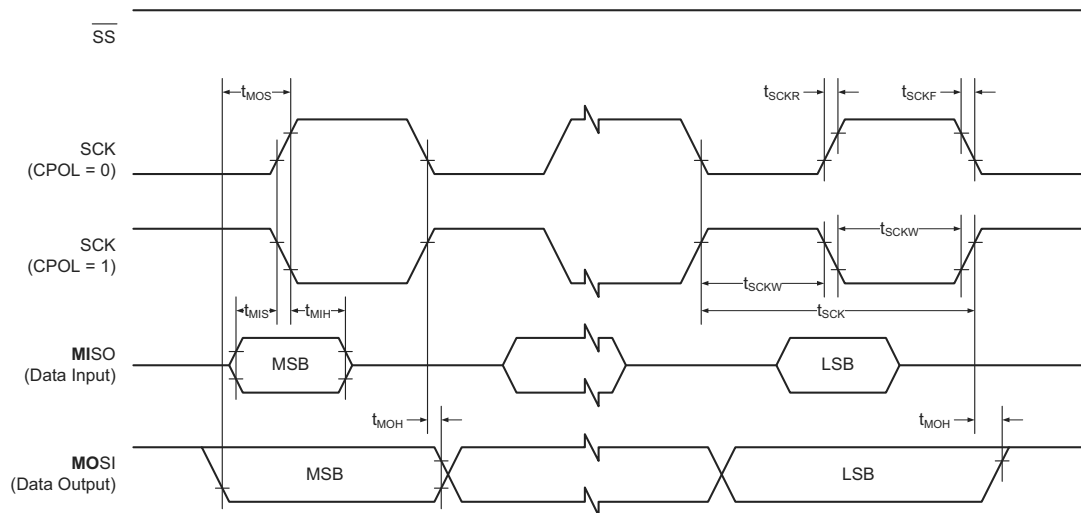 SS
tMOS
tSCKR
tSCKF
SCK
(CPOL = 0)
SCK
(CPOL = 1)
tSCKW
tSCKW
tMIS
tMIH
tSCK
MISO
(Data Input)
MSB
LSB
tMOH
tMOH
MOSI
(Data Output)
MSB
LSB